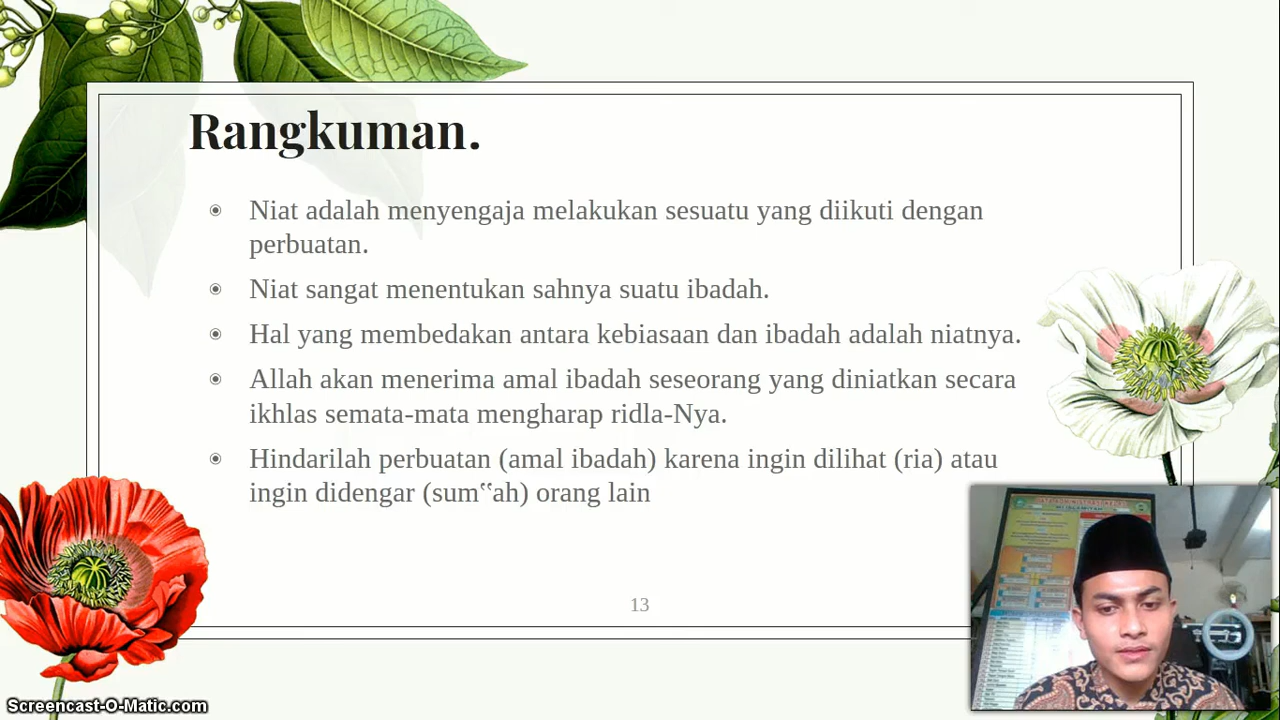 Rangkuman.
Niat adalah menyengaja melakukan sesuatu yang diikuti dengan
perbuatan.
Niat sangat menentukan sahnya suatu ibadah.
Hal yang membedakan antara kebiasaan dan ibadah adalah niatnya.
Allah akan menerima amal ibadah seseorang yang diniatkan secara
ikhlas semata-mata mengharap ridla-Nya.
Hindarilah perbuatan (amal ibadah) karena ingin dilihat (ria) atau
ingin didengar (sum‟ah) orang lain
13
Screencast-O-Matic.com